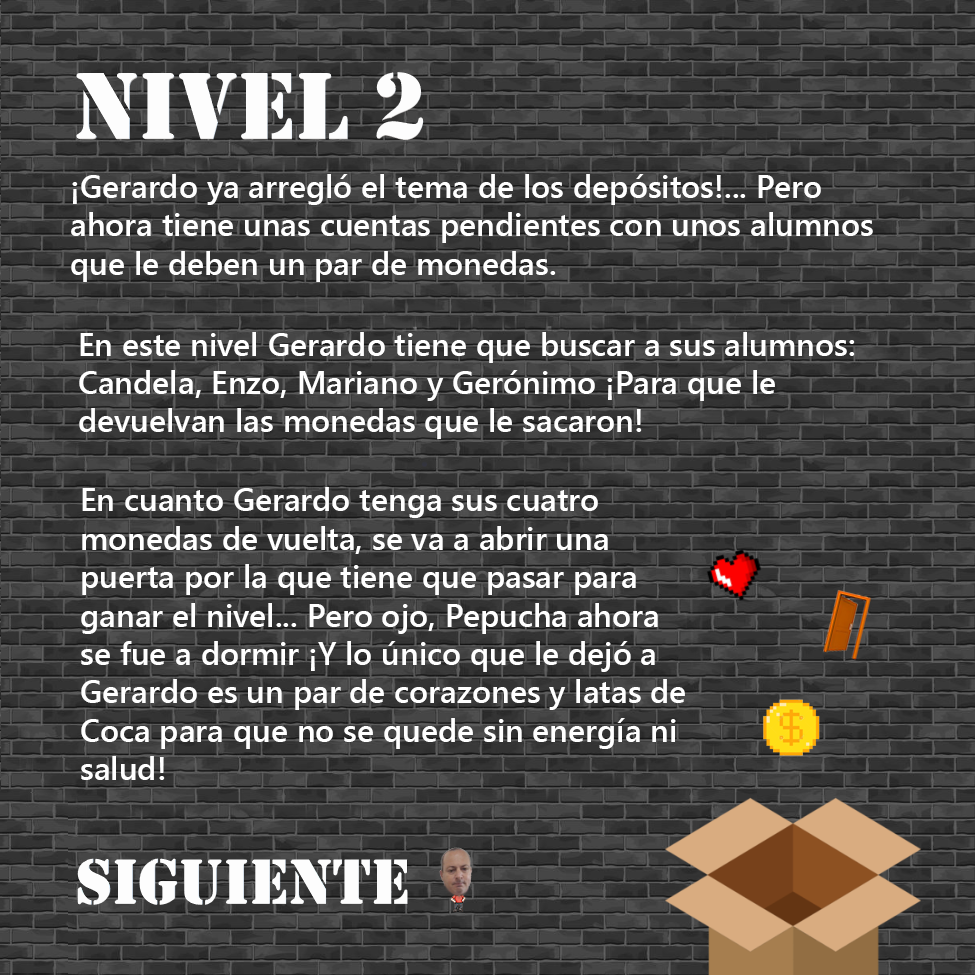 NIVEL 2
¡Gerardo ya arregló el tema de los depósitos!... Pero
ahora tiene unas cuentas pendientes con unos alumnos
que le deben un par de monedas.
En este nivel Gerardo tiene que buscar a sus alumnos:
Candela, Enzo, Mariano y Gerónimo ¡Para que le
devuelvan las monedas que le sacaron!
En cuanto Gerardo tenga sus cuatro
monedas de vuelta, se va a abrir una
puerta por la que tiene que pasar para
ganar el nivel... Pero ojo, Pepucha ahora
se fue a dormir ¡Y lo único que le dejó a
Gerardo es un par de corazones y latas de
Coca para que no se quede sin energía ni
salud!
$
SIGUIENTE